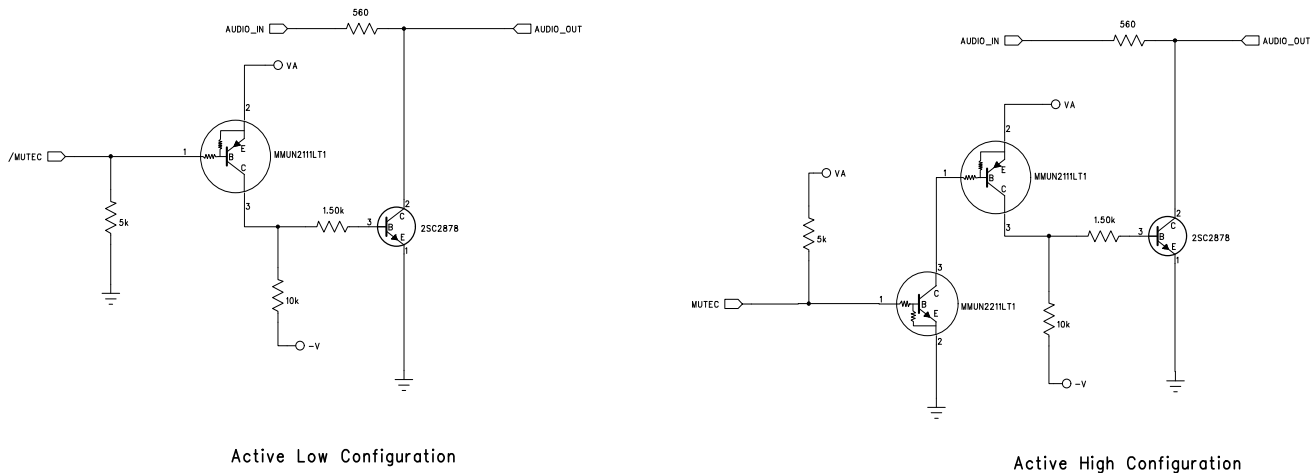 560
AUDIO_IN
AUDIO_OUT
VA
2
/MUTEC
1
B
E
C
MMUN2111LT1
3
5k
1.50k
3
B
C
E
2
1
2SC2878
10k
-V
Active Low Configuration
560
AUDIO_IN
AUDIO_OUT
VA
2
1
B
E
C
MMUN2111LT1
3
VA
5k
1.50k
3
B
C
E
2
1
2SC2878
3
MUTEC
1
B
C
E
MMUN2211LT1
2
10k
-V
Active High Configuration